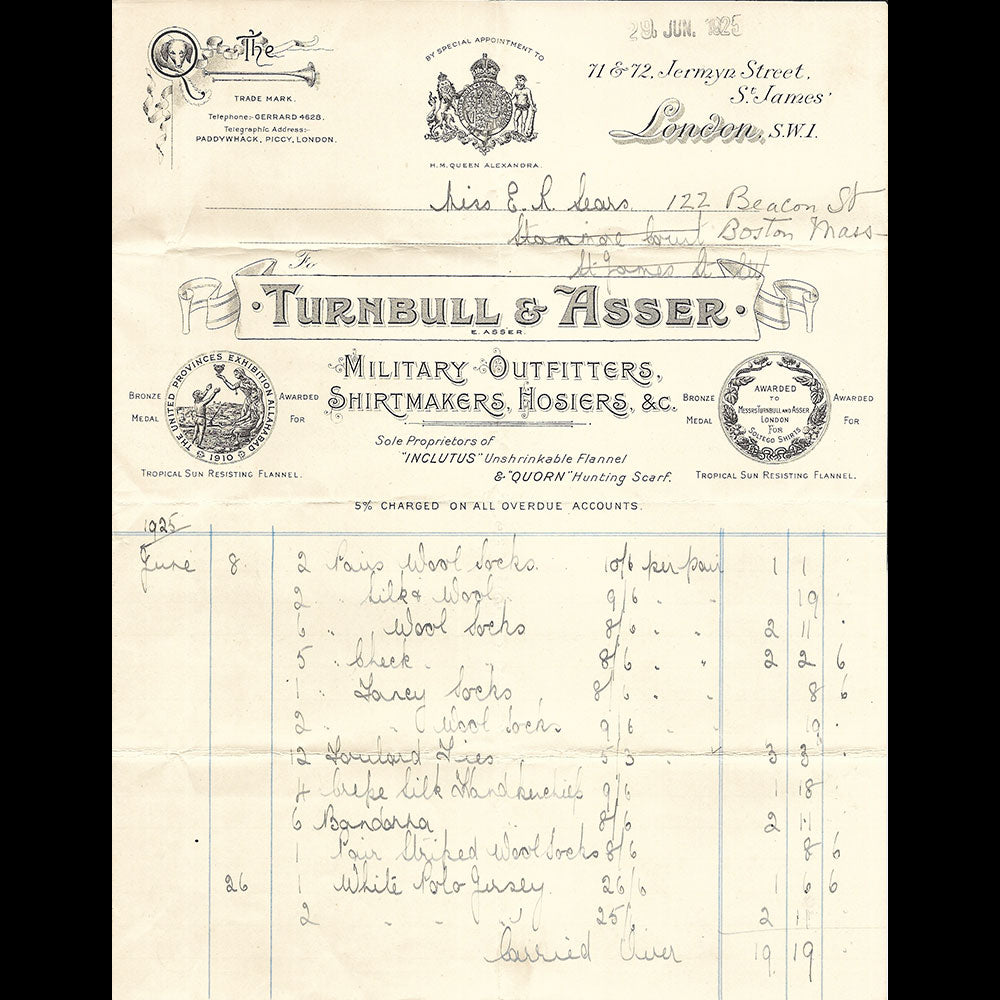 29 JUN. 1925
The
TRADE MARK.
Telephone:- GERRARD 4628.
Telegraphic Address:-
PADDYWHACK, PICCY, LONDON.
BY SPECIAL APPOINTMENT TO
H.M. QUEEN ALEXANDRA.
71 & 72, Jermyn Street,
St James'
London, S.W.1.
Miss E. R. Sears. 122 Beacon St
Court Boston Mass
St James St
To
TURNBULL & ASSER
E. ASSER.
MILITARY OUTFITTERS,
SHIRTMAKERS, HOSIERS, &c.
BRONZE MEDAL
THE UNITED PROVINCES EXHIBITION ALLAHABAD 1910
AWARDED FOR
TROPICAL SUN RESISTING FLANNEL.
Sole Proprietors of
"INCLUTUS" Unshrinkable Flannel
& "QUORN" Hunting Scarf.
BRONZE MEDAL
AWARDED
TO
MESSRS TURNBULL AND ASSER
LONDON
FOR
SOLTEGO SHIRTS
AWARDED FOR
TROPICAL SUN RESISTING FLANNEL.
5% CHARGED ON ALL OVERDUE ACCOUNTS.
1925
June 8 2 Pairs Wool Socks. 10/6 per pair 1 1 .
2 " Silk & Wool 9/6 " " 19 .
6 " Wool Socks 8/6 " " 2 11 .
5 " Check " 8/6 " " 2 2 6
1 " Fancy Socks 8/6 " " 8 6
2 " " Wool Socks 9/6 19 .
12 Foulard Ties 5/3 3 3 .
4 Crepe Silk Handkerchiefs 9/6 1 18
6 Bandanna 8/6 2 11
1 Pair Striped Wool Socks 8/6 8 6
26 1 White Polo Jersey 26/6 1 6 6
2 " " " 25/6 2 11 .
Carried Over 19 19 .